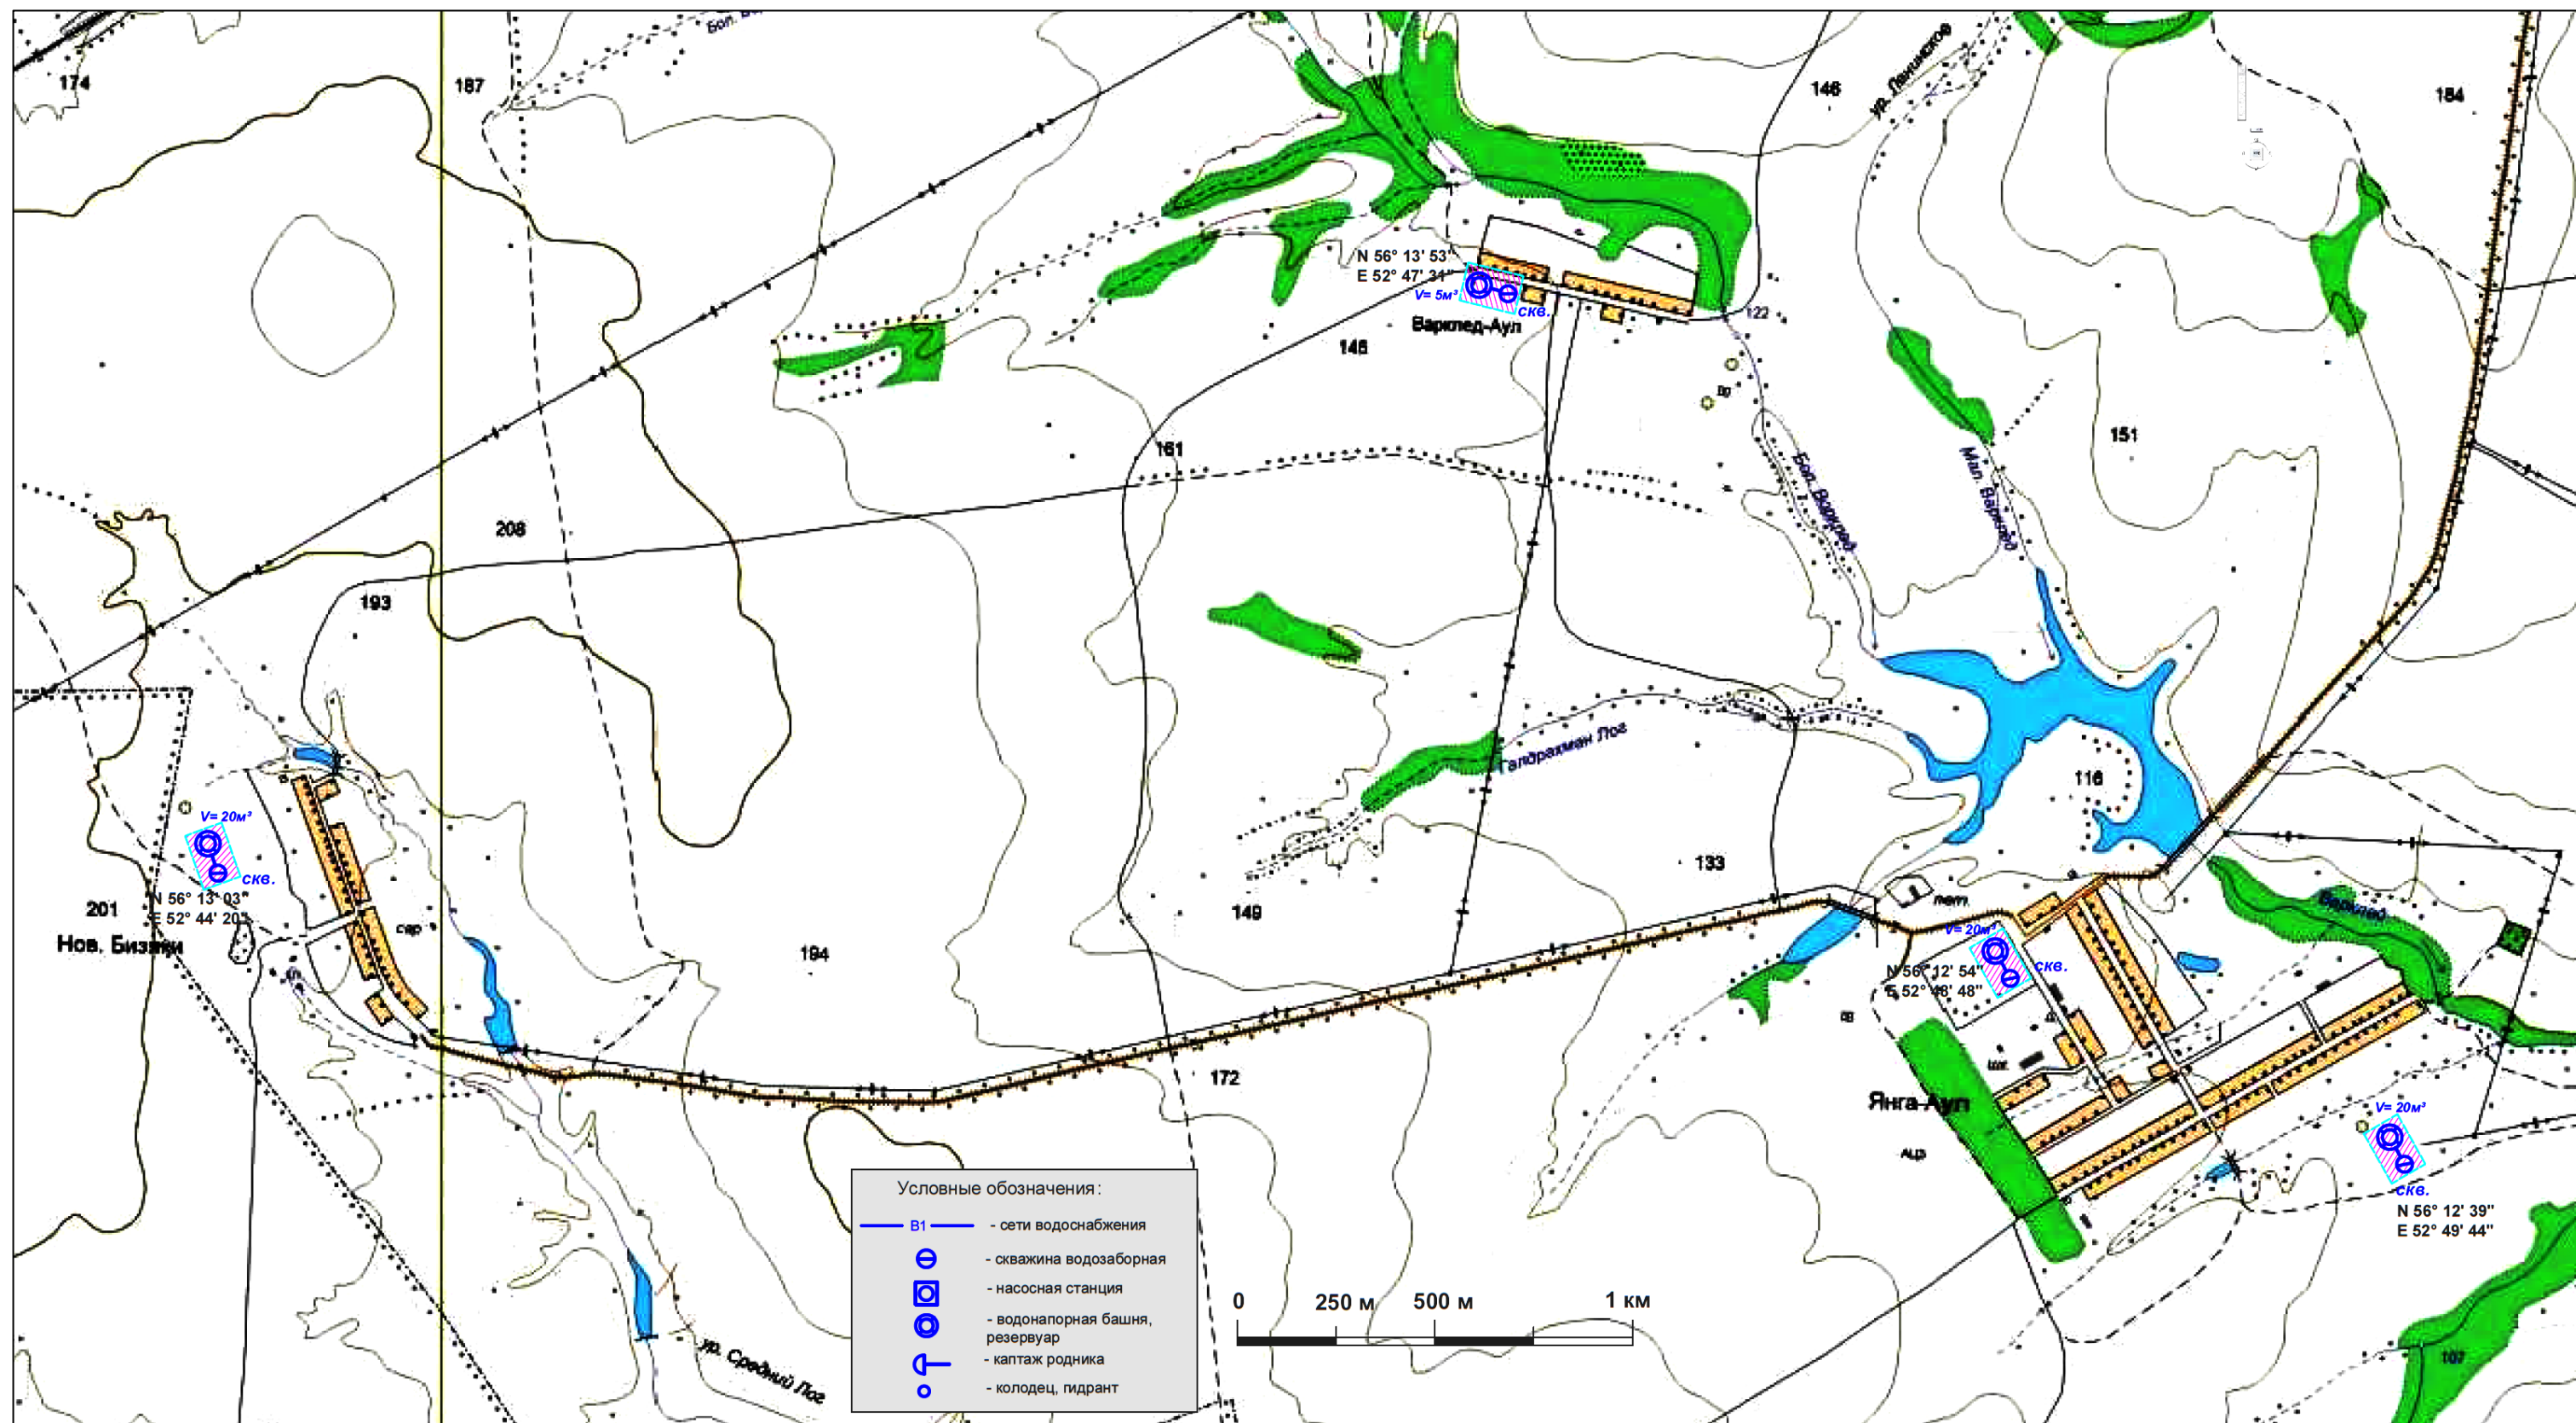 174
187
Бол. В
ур. Ленинское
146
184
N 56° 13' 53"
E 52° 47' 31"
V= 5м³
скв.
Варклед-Аул
122
146
161
151
Бол. Варклед
Мал. Варклед
208
193
Галдрахман Лог
116
V= 20м³
скв.
N 56° 13' 03"
E 52° 44' 20"
201
Нов. Бизяки
сар.
133
149
194
лет.
Варклед
V= 20м³
скв.
N 56° 12' 54"
E 52° 48' 48"
172
шк.
Янга-Аул
V= 20м³
скв.
N 56° 12' 39"
E 52° 49' 44"
Условные обозначения:
В1 - сети водоснабжения
- скважина водозаборная
- насосная станция
- водонапорная башня,
резервуар
- каптаж родника
- колодец, гидрант
0 250 м 500 м 1 км
ур. Средний Лог
107